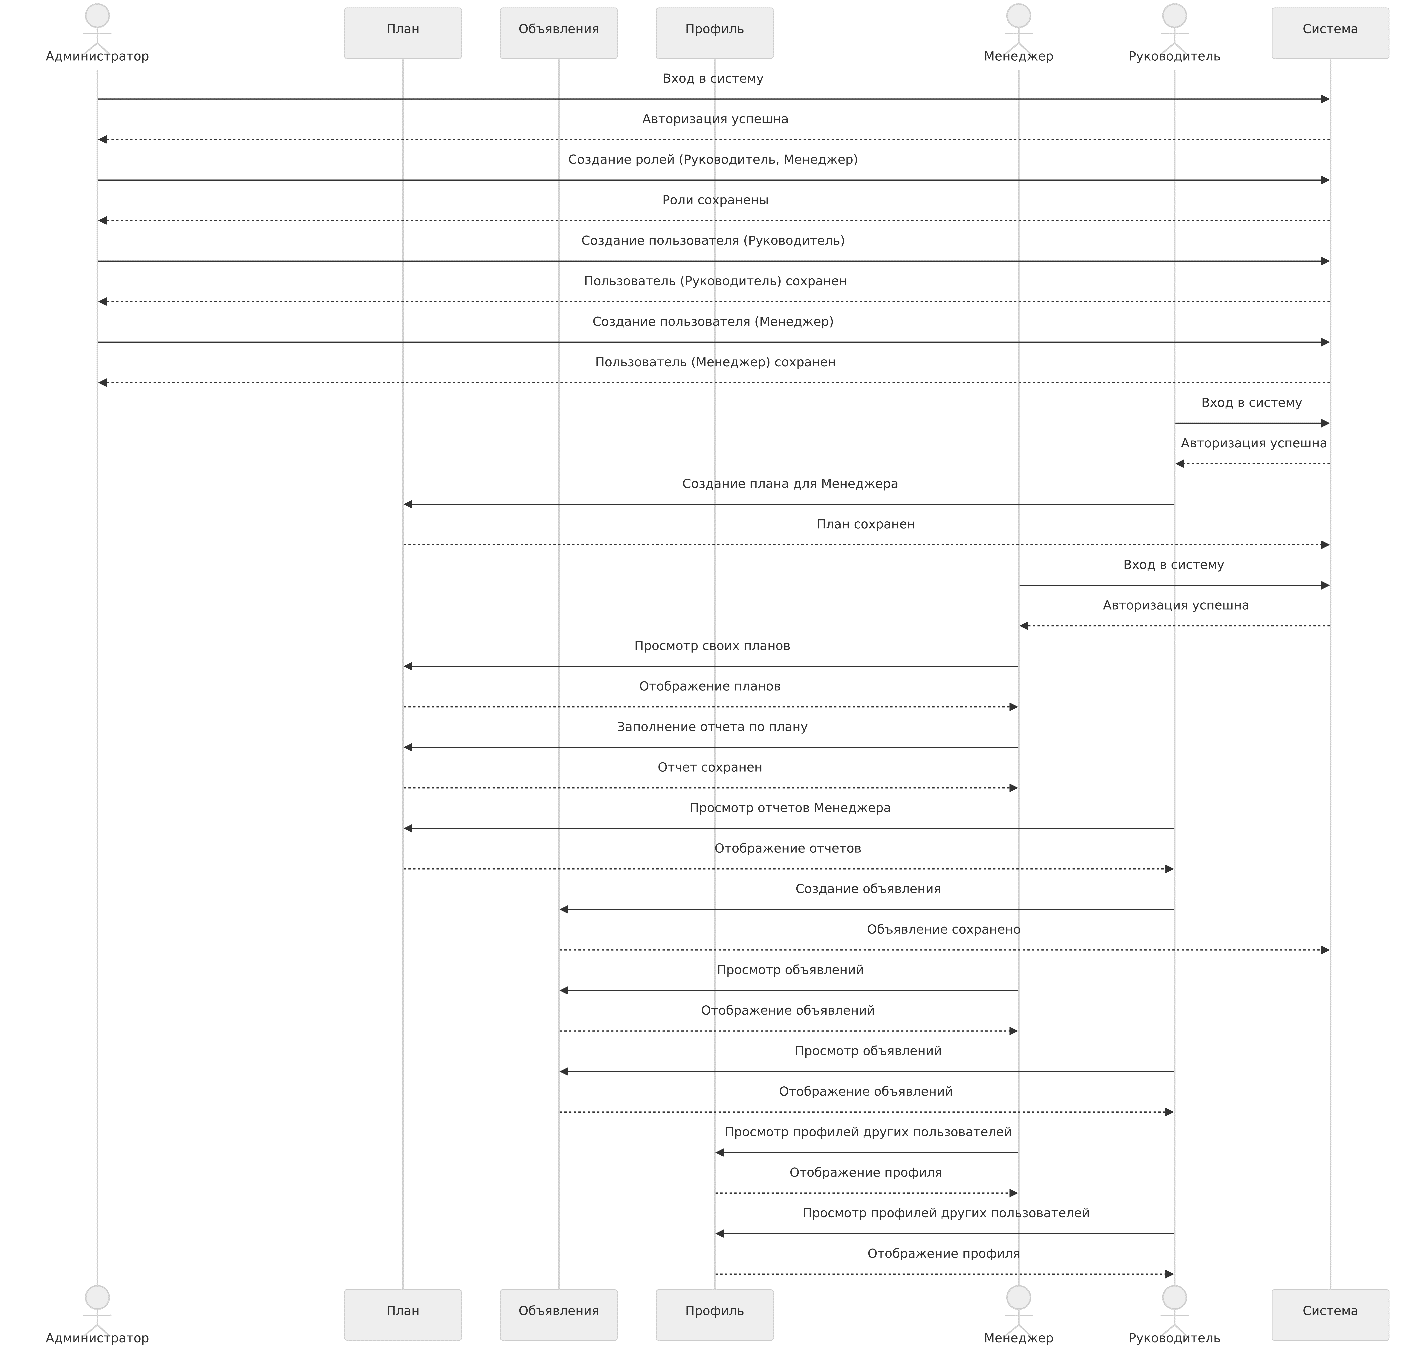 Администратор
План
Объявления
Профиль
Менеджер
Руководитель
Система
Вход в систему
Авторизация успешна
Создание ролей (Руководитель, Менеджер)
Роли сохранены
Создание пользователя (Руководитель)
Пользователь (Руководитель) сохранен
Создание пользователя (Менеджер)
Пользователь (Менеджер) сохранен
Вход в систему
Авторизация успешна
Создание плана для Менеджера
План сохранен
Вход в систему
Авторизация успешна
Просмотр своих планов
Отображение планов
Заполнение отчета по плану
Отчет сохранен
Просмотр отчетов Менеджера
Отображение отчетов
Создание объявления
Объявление сохранено
Просмотр объявлений
Отображение объявлений
Просмотр объявлений
Отображение объявлений
Просмотр профилей других пользователей
Отображение профиля
Просмотр профилей других пользователей
Отображение профиля
Администратор
План
Объявления
Профиль
Менеджер
Руководитель
Система